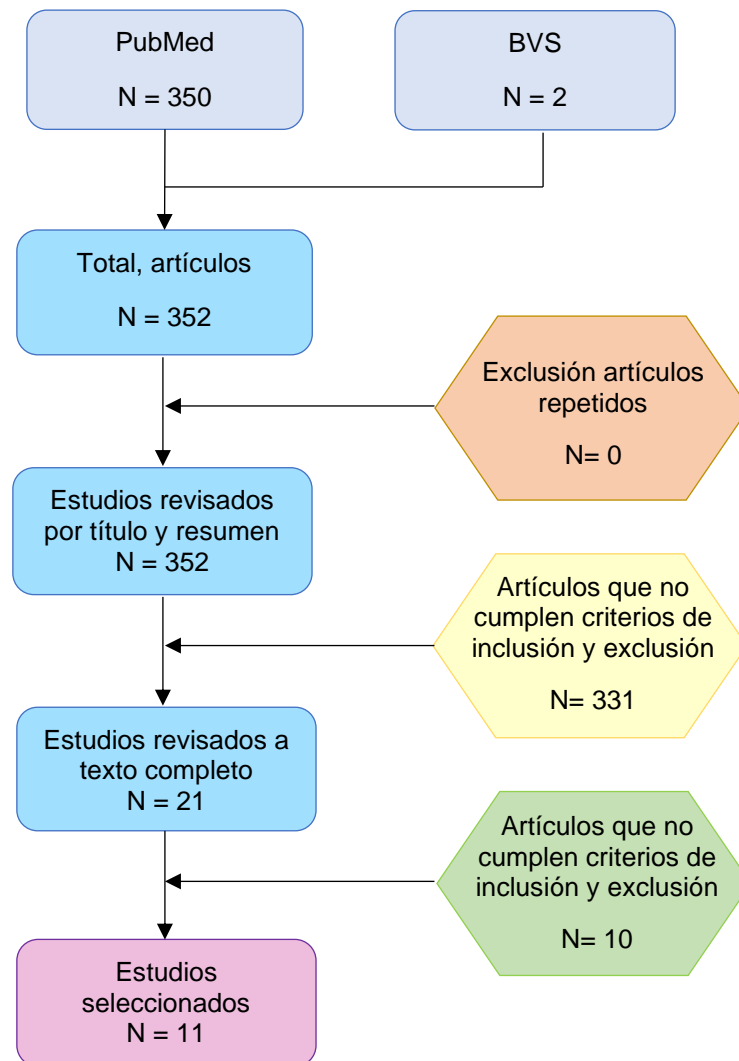 PubMed
N = 350
BVS
N = 2
Total, artículos
N = 352
Exclusión artículos
repetidos
N= 0
Estudios revisados
por título y resumen
N = 352
Artículos que no
cumplen criterios de
inclusión y exclusión
N= 331
Estudios revisados a
texto completo
N = 21
Artículos que no
cumplen criterios de
inclusión y exclusión
N= 10
Estudios
seleccionados
N = 11